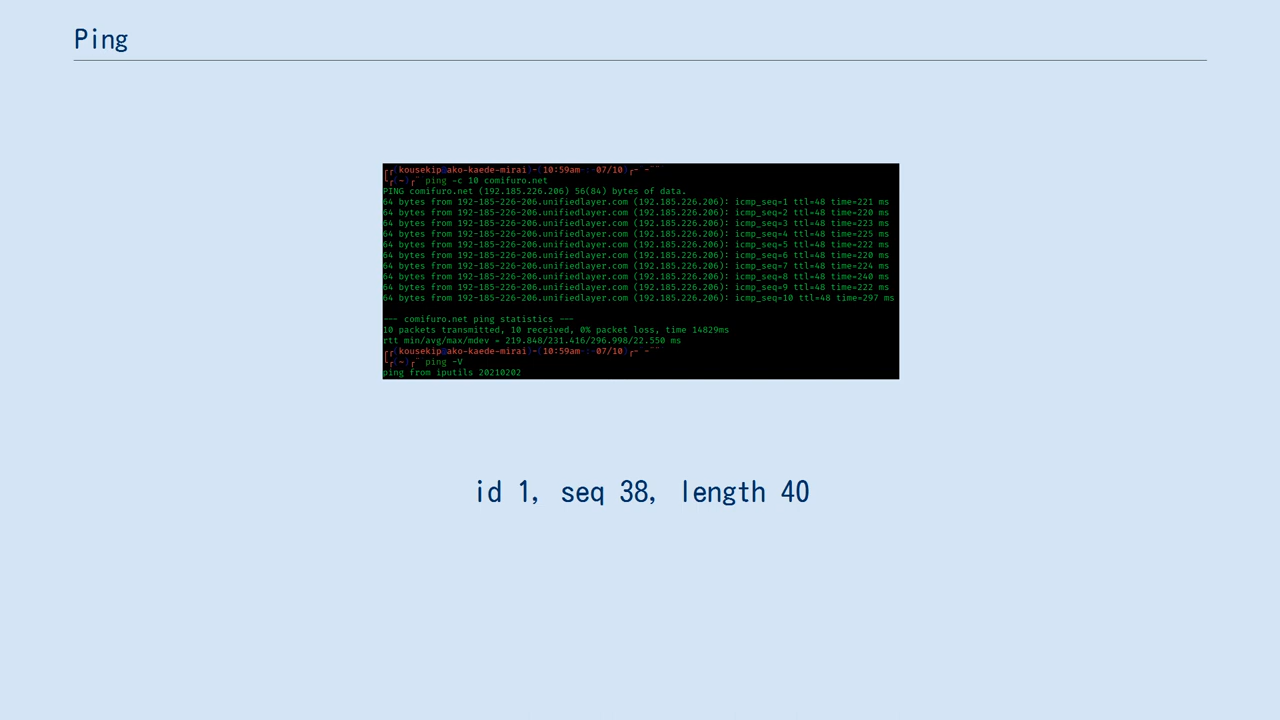 Ping
kousekip@ako-kaede-mirai)-(10:59am-:-07/10)
ping -c 10 comifuro.net
PING comifuro.net (192.185.226.206) 56(84) bytes of data.
64 bytes from 192-185-226-206.unifiedlayer.com (192.185.226.206): icmp_seq=1 ttl=48 time=221 ms
64 bytes from 192-185-226-206.unifiedlayer.com (192.185.226.206): icmp_seq=2 ttl=48 time=220 ms
64 bytes from 192-185-226-206.unifiedlayer.com (192.185.226.206): icmp_seq=3 ttl=48 time=223 ms
64 bytes from 192-185-226-206.unifiedlayer.com (192.185.226.206): icmp_seq=4 ttl=48 time=225 ms
64 bytes from 192-185-226-206.unifiedlayer.com (192.185.226.206): icmp_seq=5 ttl=48 time=222 ms
64 bytes from 192-185-226-206.unifiedlayer.com (192.185.226.206): icmp_seq=6 ttl=48 time=220 ms
64 bytes from 192-185-226-206.unifiedlayer.com (192.185.226.206): icmp_seq=7 ttl=48 time=224 ms
64 bytes from 192-185-226-206.unifiedlayer.com (192.185.226.206): icmp_seq=8 ttl=48 time=240 ms
64 bytes from 192-185-226-206.unifiedlayer.com (192.185.226.206): icmp_seq=9 ttl=48 time=222 ms
64 bytes from 192-185-226-206.unifiedlayer.com (192.185.226.206): icmp_seq=10 ttl=48 time=297 ms
--- comifuro.net ping statistics ---
10 packets transmitted, 10 received, 0% packet loss, time 14829ms
rtt min/avg/max/mdev = 219.848/231.416/296.998/22.550 ms
kousekip@ako-kaede-mirai)-(10:59am-:-07/10)
ping -V
ping from iputils 20210202
id 1, seq 38, length 40